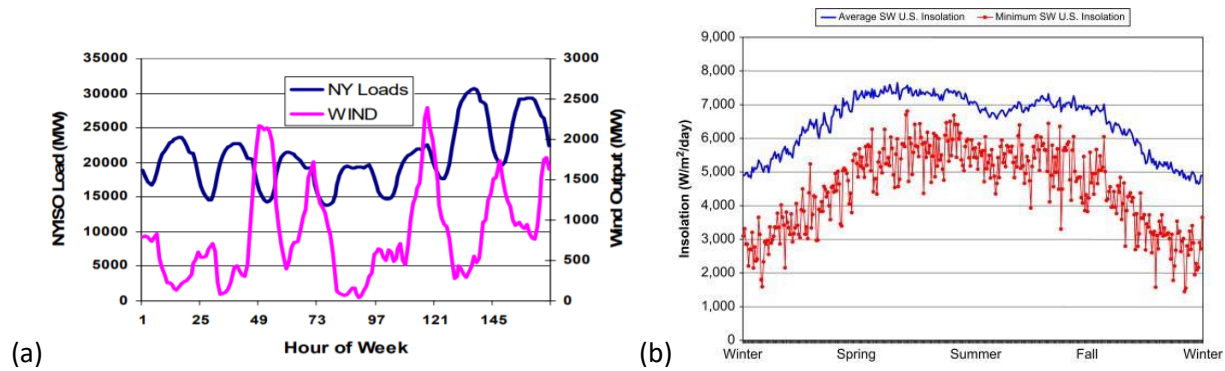 NY Loads
WIND
35000
30000
25000
20000
15000
10000
5000
0
NYISO Load (MW)
3000
2500
2000
1500
1000
500
0
Wind Output (MW)
1 25 49 73 97 121 145
Hour of Week
(a)
Average SW U.S. Insolation Minimum SW U.S. Insolation
9,000
8,000
7,000
6,000
5,000
4,000
3,000
2,000
1,000
0
Insolation (W/m²/day)
Winter Spring Summer Fall Winter
(b)